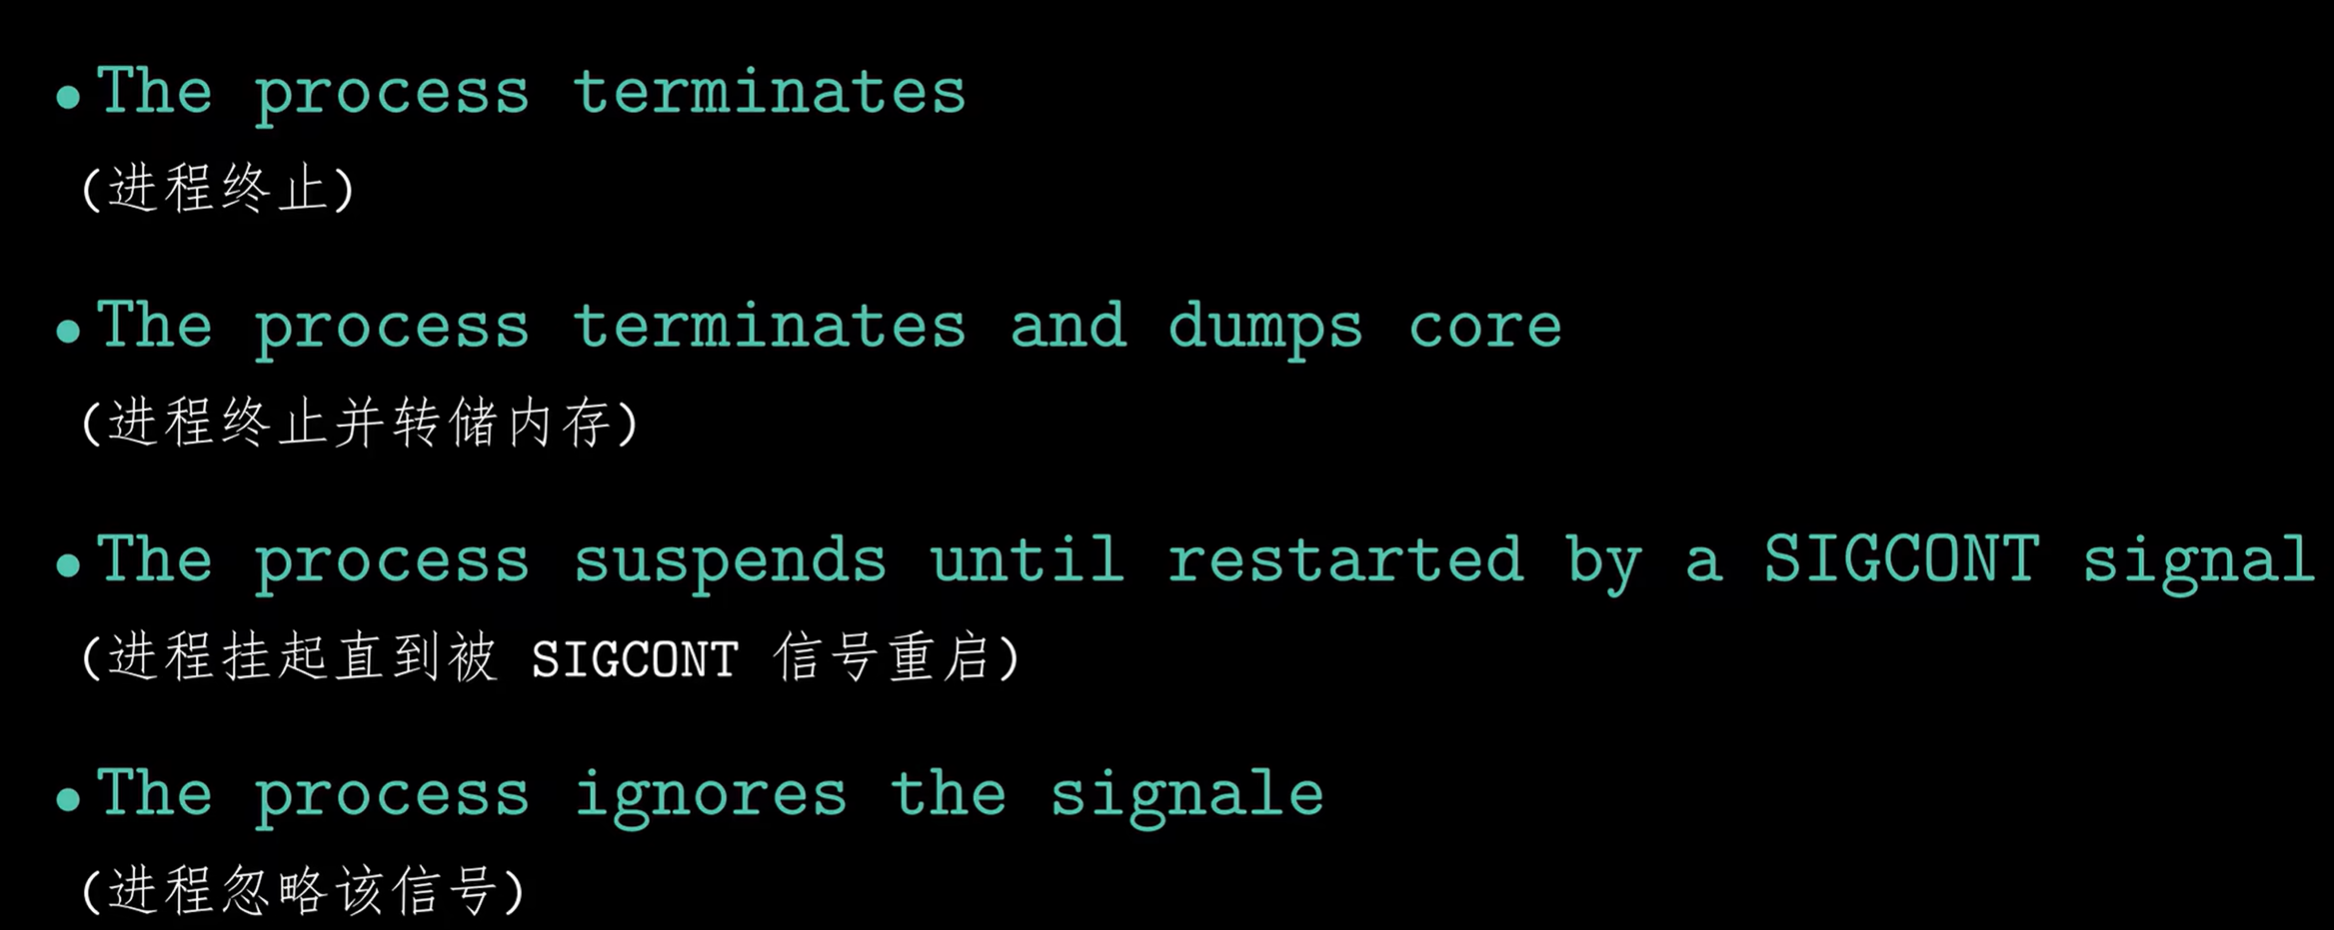 • The process terminates
(进程终止)
• The process terminates and dumps core
(进程终止并转储内存)
• The process suspends until restarted by a SIGCONT signal
(进程挂起直到被 SIGCONT 信号重启)
• The process ignores the signale
(进程忽略该信号)